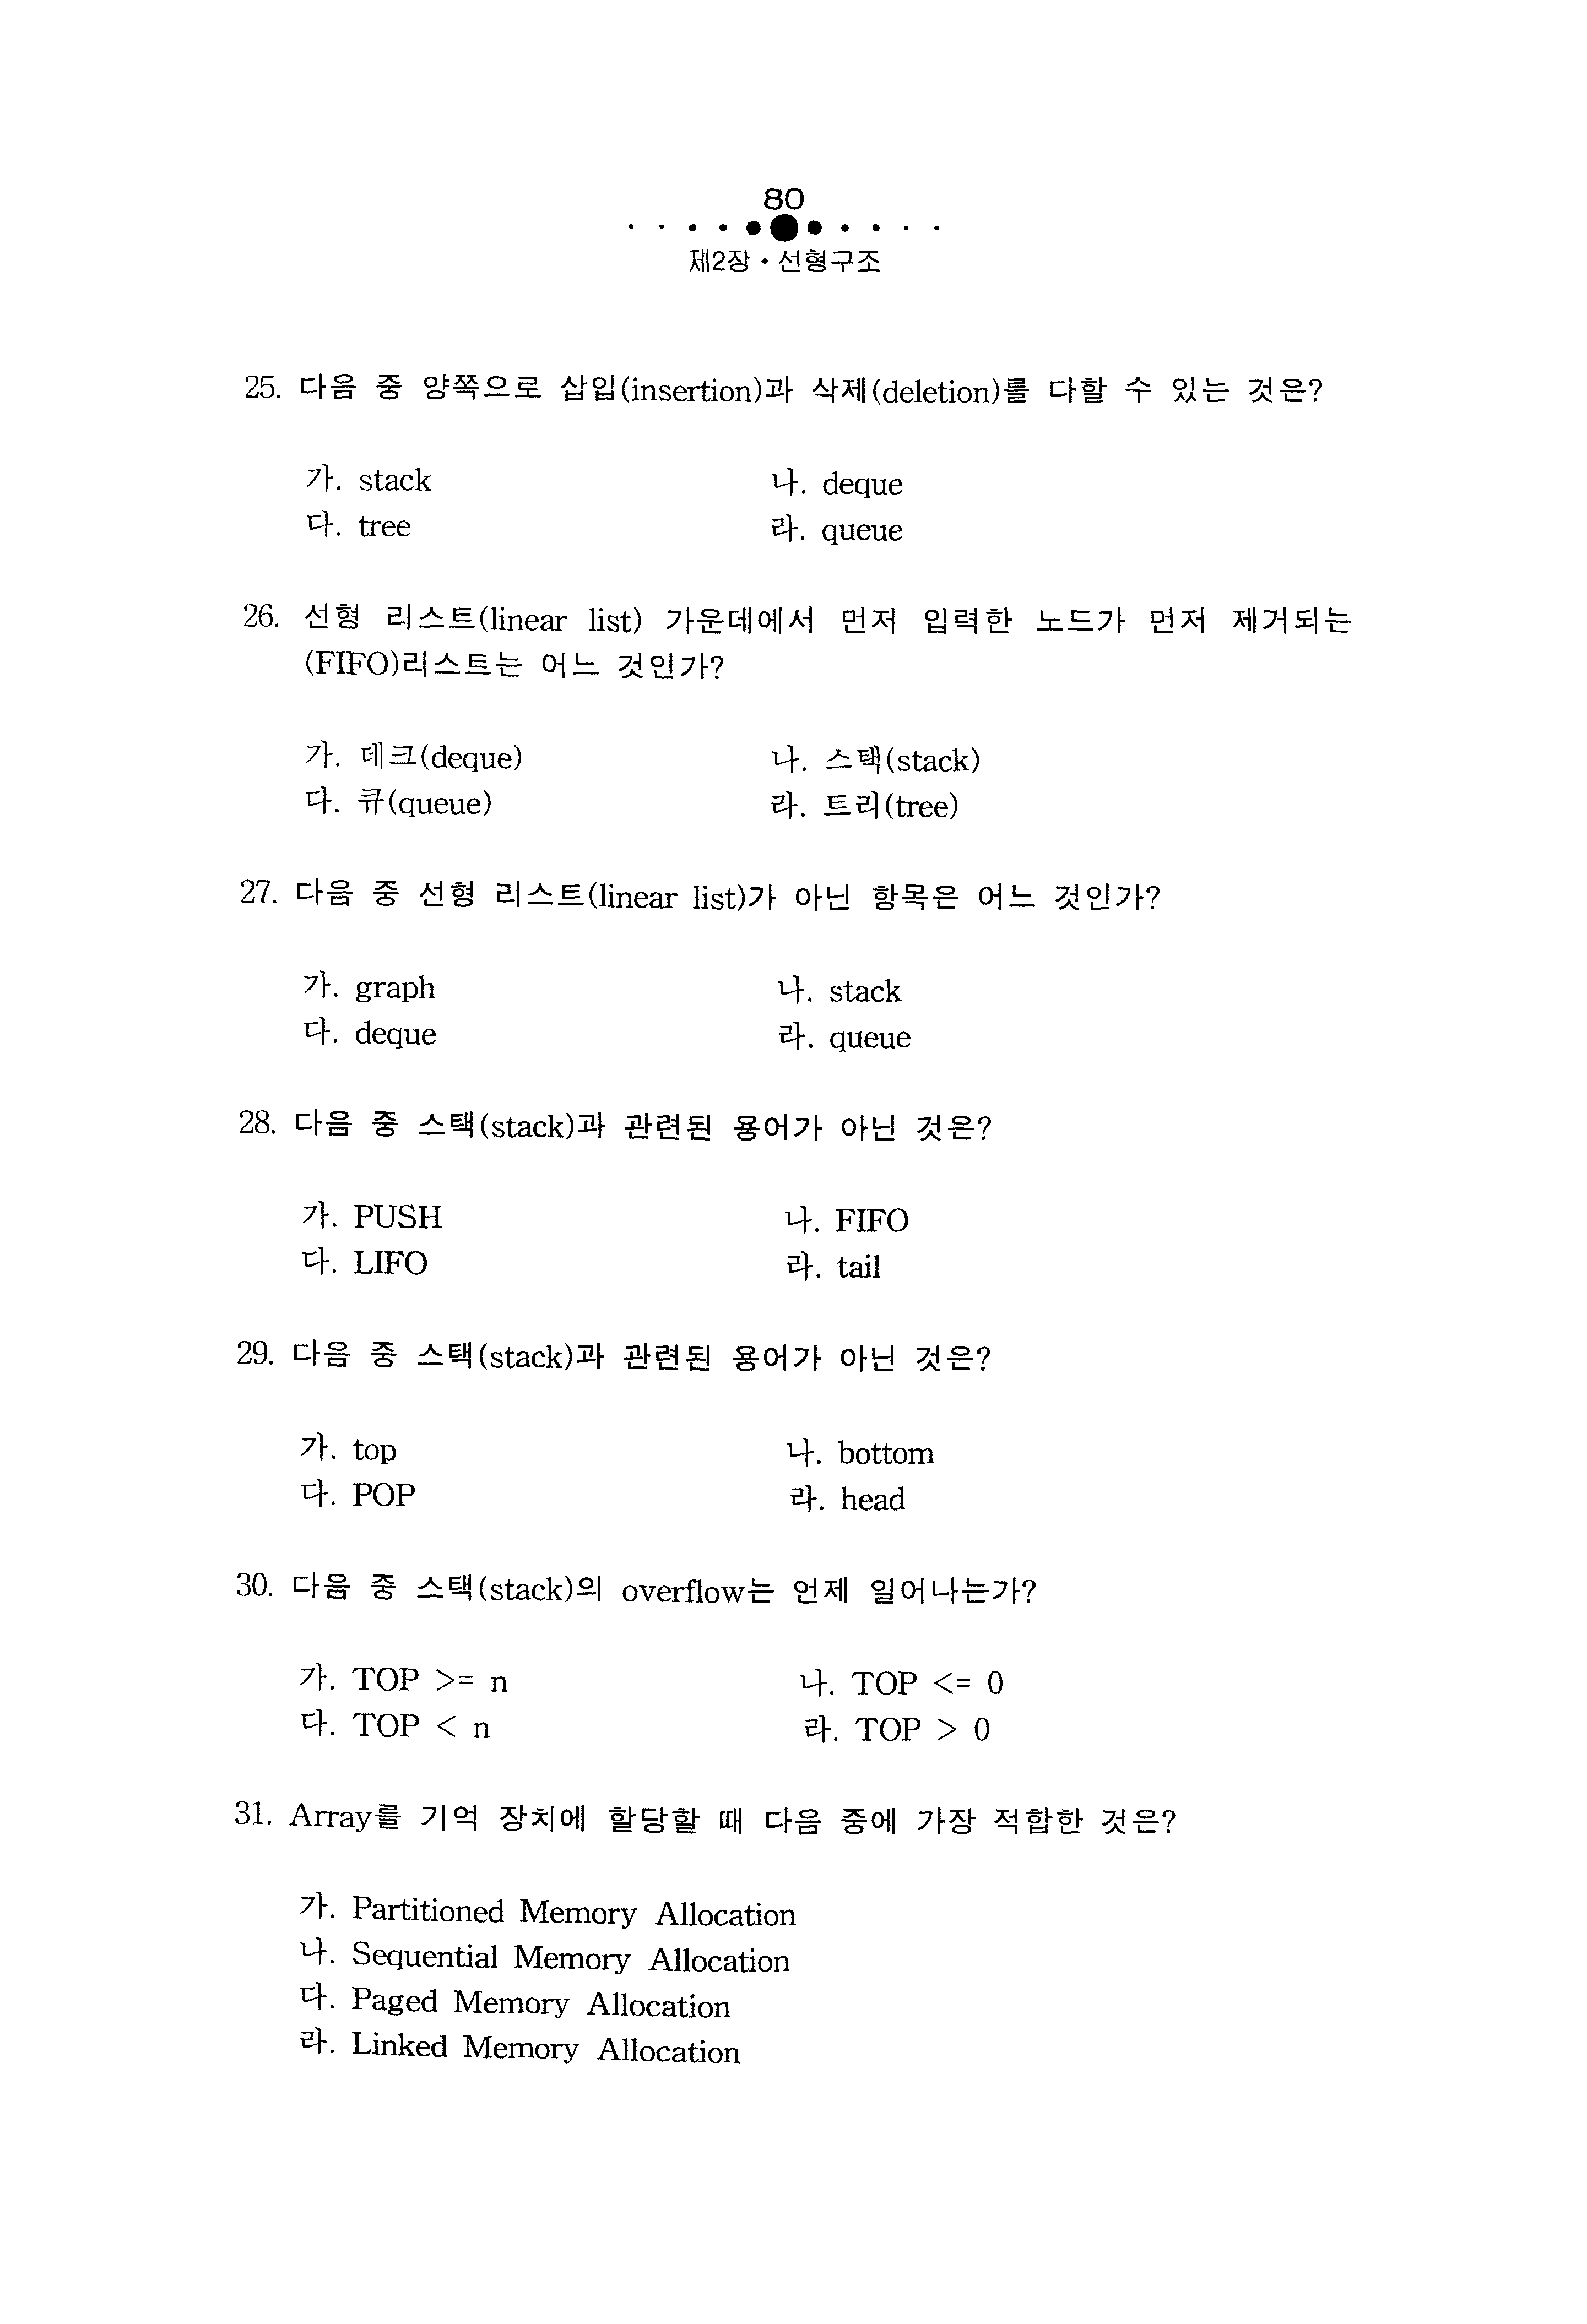 80
제2장 • 선형구조
25. 다음 중 양쪽으로 삽입(insertion)과 삭제(deletion)를 다할 수 있는 것은?
가. stack 나. deque
다. tree 라. queue
26. 선형 리스트(linear list) 가운데에서 먼저 입력한 노드가 먼저 제거되는
(FIFO)리스트는 어느 것인가?
가. 데크(deque) 나. 스택(stack)
다. 큐(queue) 라. 트리(tree)
27. 다음 중 선형 리스트(linear list)가 아닌 항목은 어느 것인가?
가. graph 나. stack
다. deque 라. queue
28. 다음 중 스택(stack)과 관련된 용어가 아닌 것은?
가. PUSH 나. FIFO
다. LIFO 라. tail
29. 다음 중 스택(stack)과 관련된 용어가 아닌 것은?
가. top 나. bottom
다. POP 라. head
30. 다음 중 스택(stack)의 overflow는 언제 일어나는가?
가. TOP >= n 나. TOP <= 0
다. TOP < n 라. TOP > 0
31. Array를 기억 장치에 할당할 때 다음 중에 가장 적합한 것은?
가. Partitioned Memory Allocation
나. Sequential Memory Allocation
다. Paged Memory Allocation
라. Linked Memory Allocation